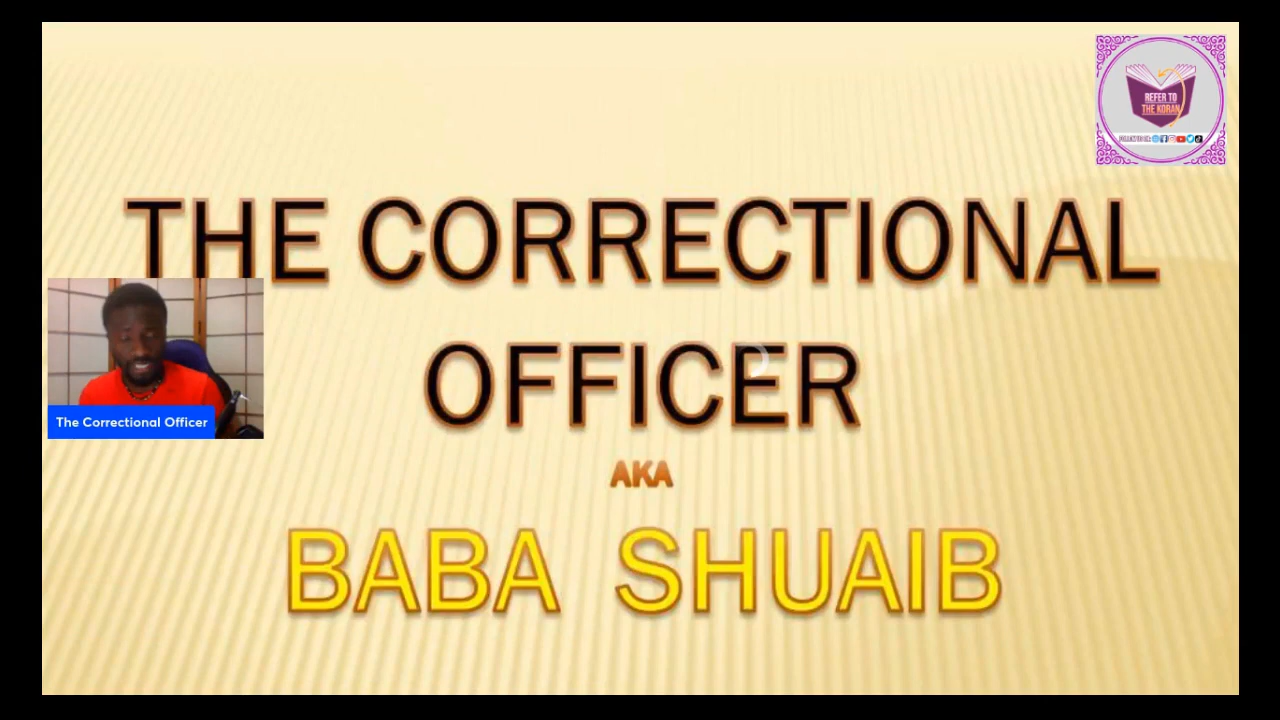 REFER TO
THE KORAN
THE CORRECTIONAL
OFFICER
The Correctional Officer
AKA
BABA SHUAIB